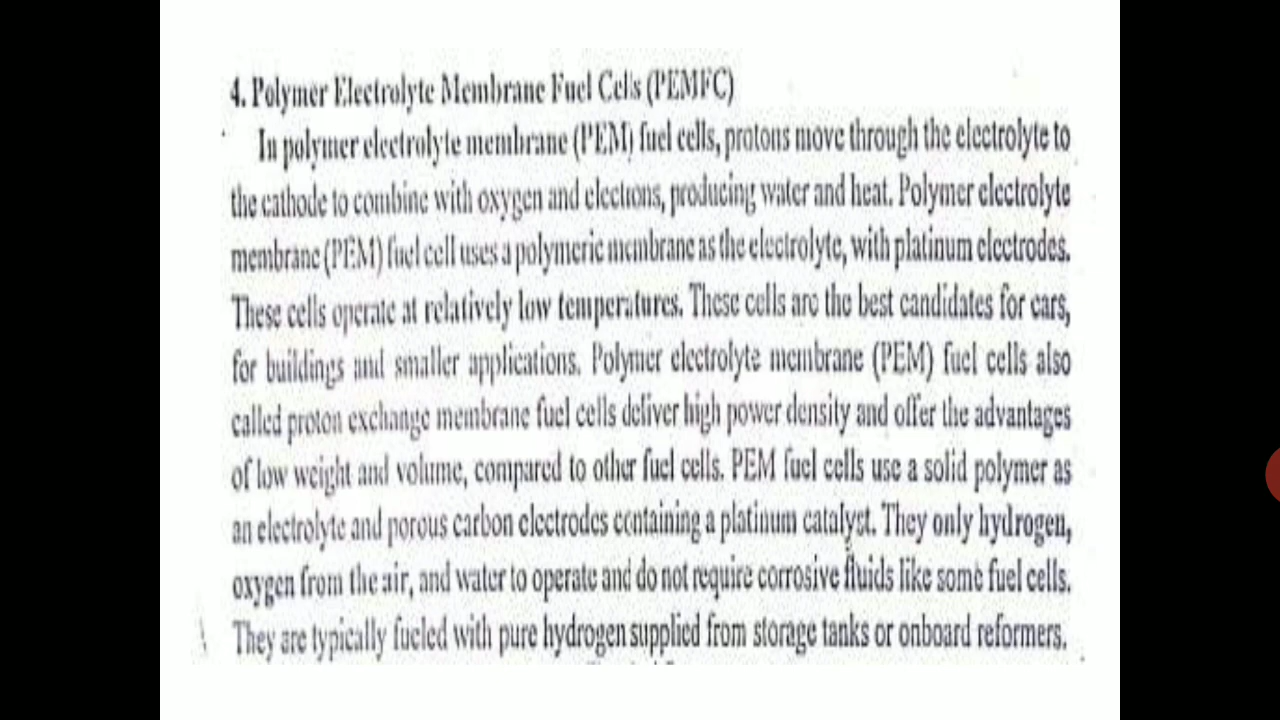 4. Polymer Electrolyte Membrane Fuel Cells (PEMFC)
In polymer electrolyte membrane (PEM) fuel cells, protons move through the electrolyte to
the cathode to combine with oxygen and electrons, producing water and heat. Polymer electrolyte
membrane (PEM) fuel cell uses a polymeric membrane as the electrolyte, with platinum electrodes.
These cells operate at relatively low temperatures. These cells are the best candidates for cars,
for buildings and smaller applications. Polymer electrolyte membrane (PEM) fuel cells also
called proton exchange membrane fuel cells deliver high power density and offer the advantages
of low weight and volume, compared to other fuel cells. PEM fuel cells use a solid polymer as
an electrolyte and porous carbon electrodes containing a platinum catalyst. They only hydrogen,
oxygen from the air, and water to operate and do not require corrosive fluids like some fuel cells.
They are typically fueled with pure hydrogen supplied from storage tanks or onboard reformers.